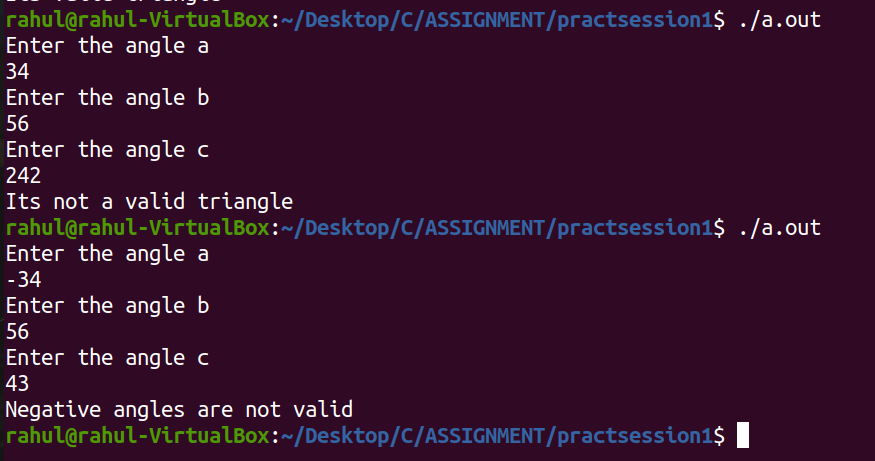 rahul@rahul-VirtualBox:~/Desktop/C/ASSIGNMENT/practsession1$ ./a.out
Enter the angle a
34
Enter the angle b
56
Enter the angle c
242
Its not a valid triangle
rahul@rahul-VirtualBox:~/Desktop/C/ASSIGNMENT/practsession1$ ./a.out
Enter the angle a
-34
Enter the angle b
56
Enter the angle c
43
Negative angles are not valid
rahul@rahul-VirtualBox:~/Desktop/C/ASSIGNMENT/practsession1$